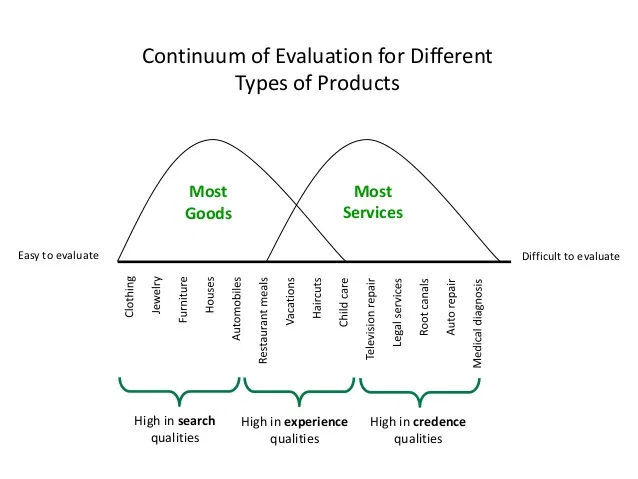 Continuum of Evaluation for Different
Types of Products
Most
Goods
Most
Services
Easy to evaluate
Difficult to evaluate
Clothing
Jewelry
Furniture
Houses
Automobiles
Restaurant meals
Vacations
Haircuts
Child care
Television repair
Legal services
Root canals
Auto repair
Medical diagnosis
High in search
qualities
High in experience
qualities
High in credence
qualities